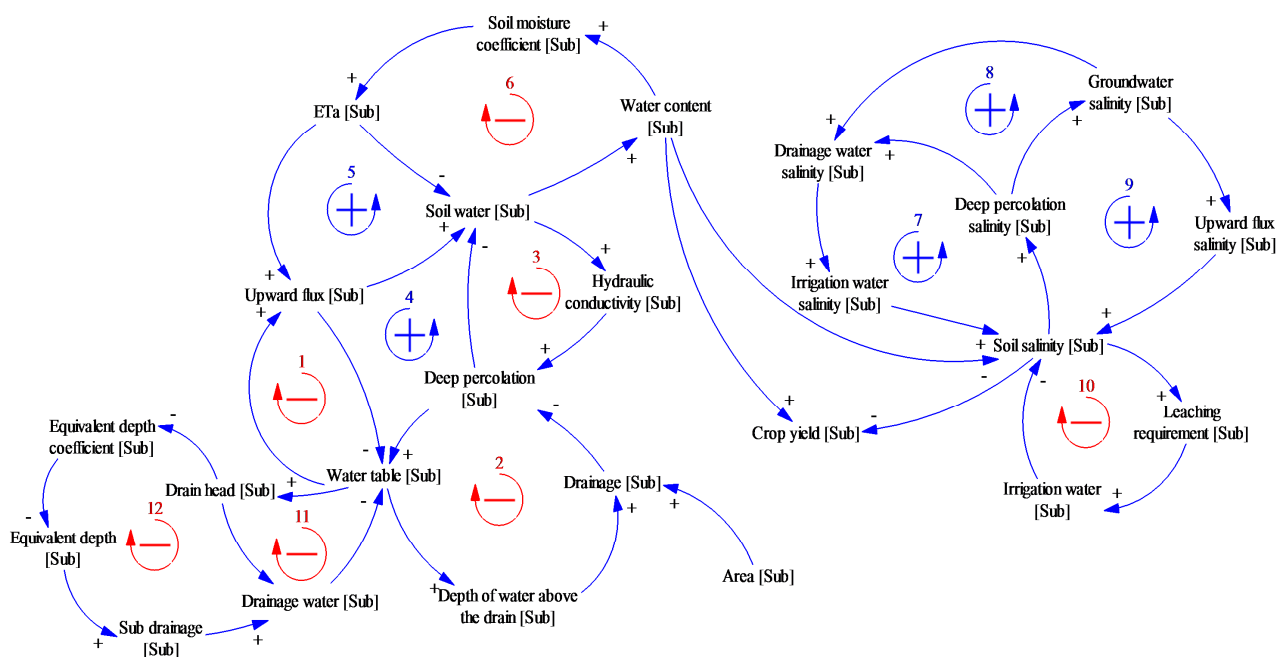 Soil moisture
coefficient [Sub]
+
+
6
8
Groundwater
salinity [Sub]
+
ETa [Sub]
Water content
[Sub]
+
+
Drainage water
salinity [Sub]
+
+
5
-
9
Soil water [Sub]
+
Deep percolation
salinity [Sub]
+
Upward flux
salinity [Sub]
7
+
-
+
3
+
+
+
Upward flux [Sub]
Hydraulic
conductivity [Sub]
Irrigation water
salinity [Sub]
4
+
+
+
Soil salinity [Sub]
+
1
Deep percolation
[Sub]
-
-
10
-
+
-
+
Leaching
requirement [Sub]
Equivalent depth
coefficient [Sub]
Crop yield [Sub]
-
+
2
Water table [Sub]
Drain head [Sub]
+
-
Drainage [Sub]
+
+
Irrigation water
[Sub]
+
-
12
11
Equivalent depth
[Sub]
Area [Sub]
Drainage water [Sub]
+
Depth of water above
the drain [Sub]
Sub drainage
[Sub]
+
+